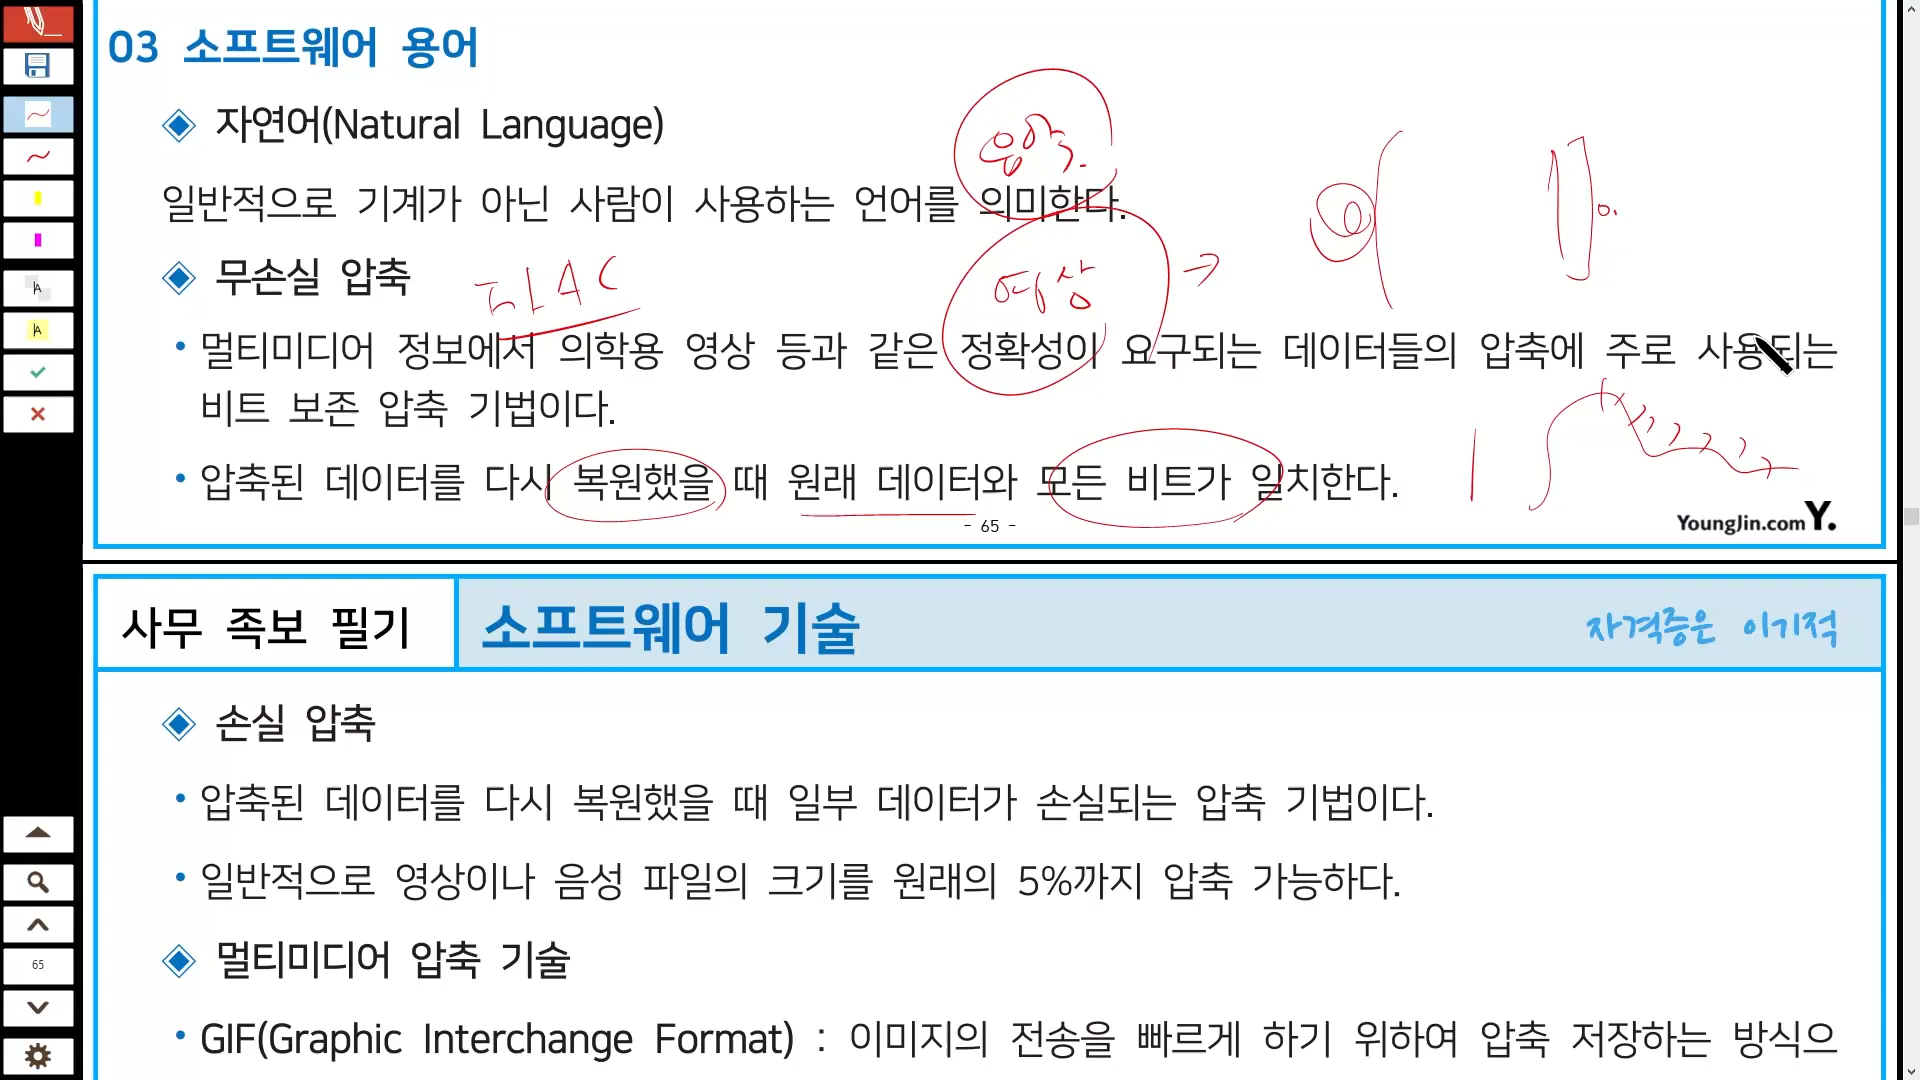 03 소프트웨어 용어
자연어(Natural Language)
음악.
일반적으로 기계가 아닌 사람이 사용하는 언어를 의미한다.
무손실 압축
FLAC
영상
• 멀티미디어 정보에서 의학용 영상 등과 같은 정확성이 요구되는 데이터들의 압축에 주로 사용되는
비트 보존 압축 기법이다.
• 압축된 데이터를 다시 복원했을 때 원래 데이터와 모든 비트가 일치한다.
- 65 -
YoungJin.com Y.
사무 족보 필기
소프트웨어 기술
자격증은 이기적
손실 압축
• 압축된 데이터를 다시 복원했을 때 일부 데이터가 손실되는 압축 기법이다.
• 일반적으로 영상이나 음성 파일의 크기를 원래의 5%까지 압축 가능하다.
멀티미디어 압축 기술
• GIF(Graphic Interchange Format) : 이미지의 전송을 빠르게 하기 위하여 압축 저장하는 방식으
65